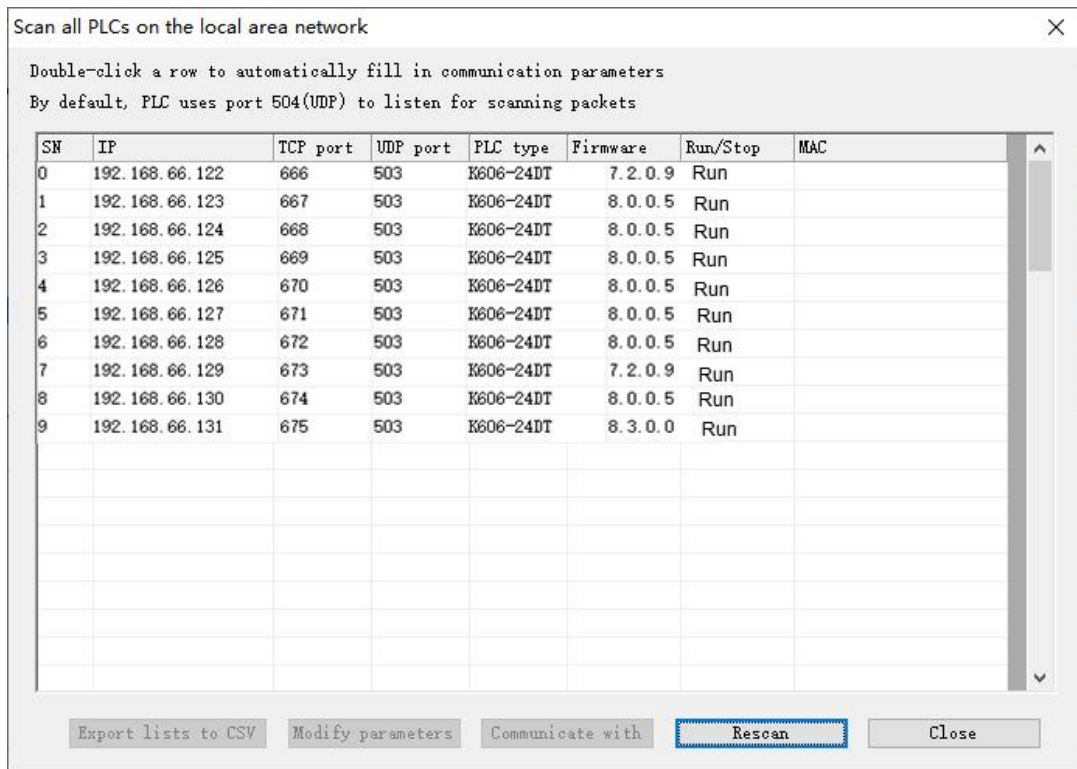 Scan all PLCs on the local area network
Double-click a row to automatically fill in communication parameters
By default, PLC uses port 504(UDP) to listen for scanning packets
SN IP TCP port UDP port PLC type Firmware Run/Stop MAC
0 192.168.66.122 666 503 K606-24DT 7.2.0.9 Run
1 192.168.66.123 667 503 K606-24DT 8.0.0.5 Run
2 192.168.66.124 668 503 K606-24DT 8.0.0.5 Run
3 192.168.66.125 669 503 K606-24DT 8.0.0.5 Run
4 192.168.66.126 670 503 K606-24DT 8.0.0.5 Run
5 192.168.66.127 671 503 K606-24DT 8.0.0.5 Run
6 192.168.66.128 672 503 K606-24DT 8.0.0.5 Run
7 192.168.66.129 673 503 K606-24DT 7.2.0.9 Run
8 192.168.66.130 674 503 K606-24DT 8.0.0.5 Run
9 192.168.66.131 675 503 K606-24DT 8.3.0.0 Run
Export lists to CSV Modify parameters Communicate with Rescan Close